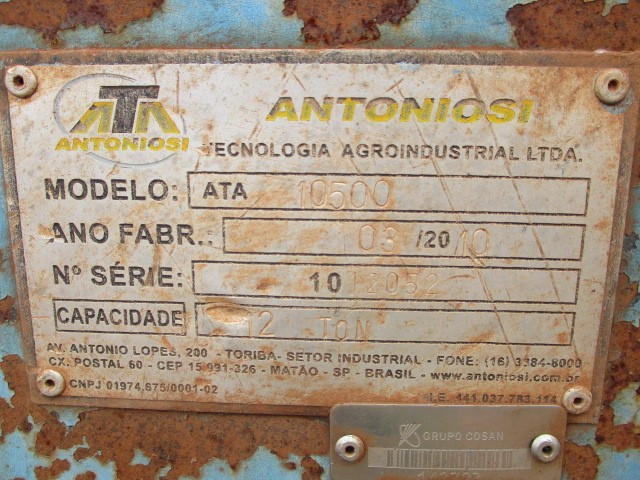 ATA
ANTONIOSI
ANTONIOSI
TECNOLOGIA AGROINDUSTRIAL LTDA.
MODELO: ATA 10500
ANO FABR.: 03 /2010
Nº SÉRIE: 1012052
CAPACIDADE 12 TON
AV. ANTONIO LOPES, 200 - TORIBA- SETOR INDUSTRIAL - FONE: (16) 3384-8000
CX. POSTAL 60 - CEP 15.991-326 - MATÃO - SP - BRASIL - www.antoniosi.com.br
CNPJ 01974.675/0001-02 I.E. 441.037.783.114
GRUPO COSAN